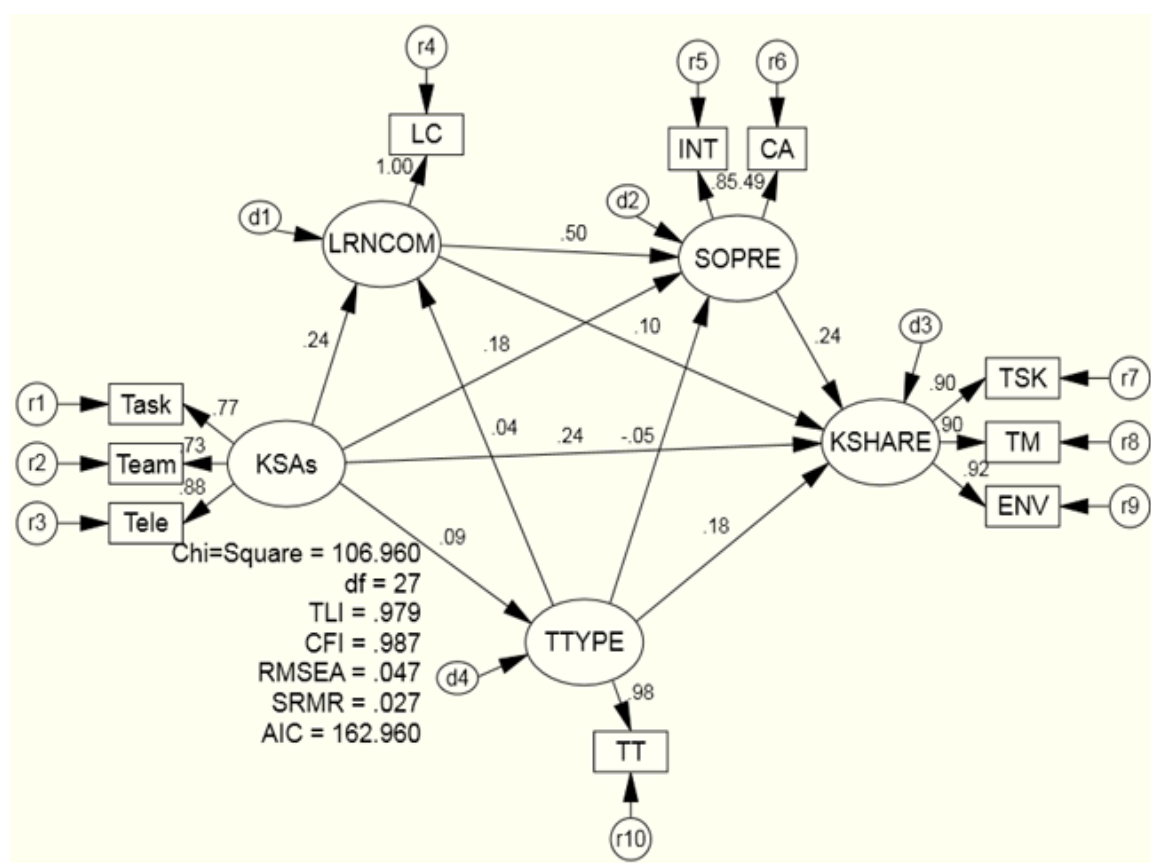 r4
r5
r6
LC
INT
CA
1.00
.85
.49
d1
d2
LRNCOM
.50
SOPRE
.24
.18
.10
.24
d3
r1
Task
.77
TSK
r7
.90
r2
Team
.73
KSAs
.24
-.05
.04
KSHARE
.90
TM
r8
r3
Tele
.88
.92
ENV
r9
.09
.18
Chi=Square = 106.960
df = 27
TLI = .979
CFI = .987
RMSEA = .047
SRMR = .027
AIC = 162.960
TTYPE
d4
.98
TT
r10